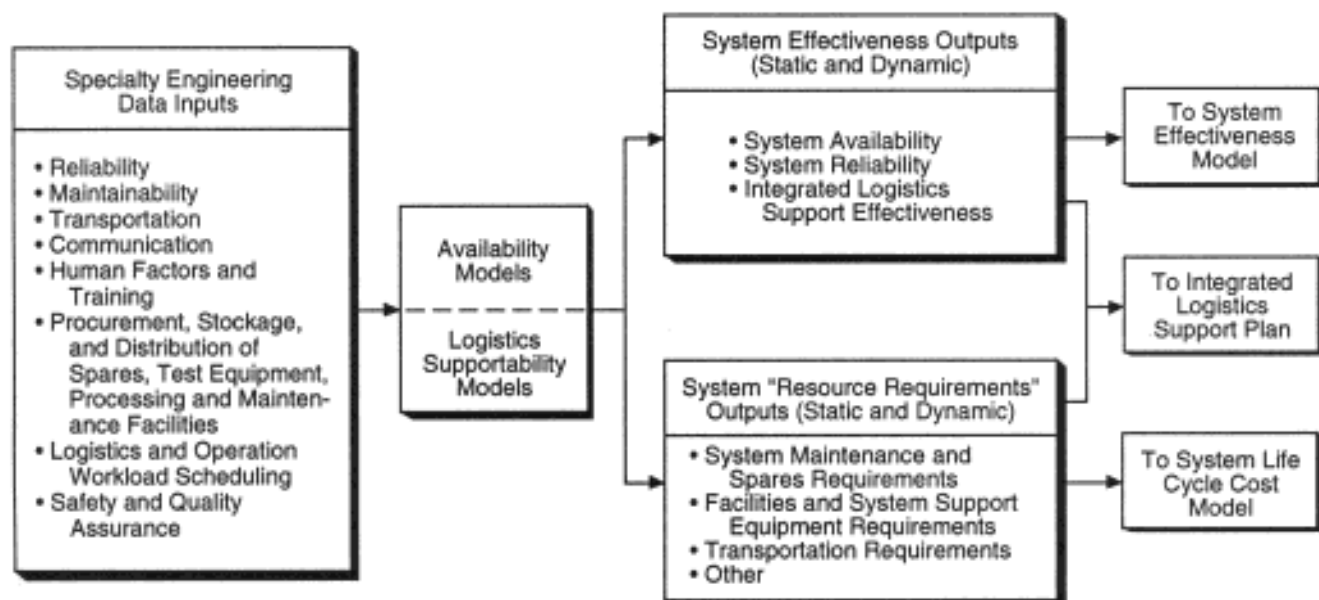 Specialty Engineering
Data Inputs
• Reliability
• Maintainability
• Transportation
• Communication
• Human Factors and
Training
• Procurement, Stockage,
and Distribution of
Spares, Test Equipment,
Processing and Mainten-
ance Facilities
• Logistics and Operation
Workload Scheduling
• Safety and Quality
Assurance
Availability
Models
Logistics
Supportability
Models
System Effectiveness Outputs
(Static and Dynamic)
• System Availability
• System Reliability
• Integrated Logistics
Support Effectiveness
System "Resource Requirements"
Outputs (Static and Dynamic)
• System Maintenance and
Spares Requirements
• Facilities and System Support
Equipment Requirements
• Transportation Requirements
• Other
To System
Effectiveness
Model
To Integrated
Logistics
Support Plan
To System Life
Cycle Cost
Model